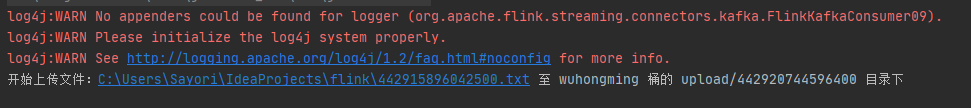 log4j:WARN No appenders could be found for logger (org.apache.flink.streaming.connectors.kafka.FlinkKafkaConsumer09).
log4j:WARN Please initialize the log4j system properly.
log4j:WARN See http://logging.apache.org/log4j/1.2/faq.html#noconfig for more info.
开始上传文件：C:\Users\Sayori\IdeaProjects\flink\442915896042500.txt 至 wuhongming 桶的 upload/442920744596400 目录下